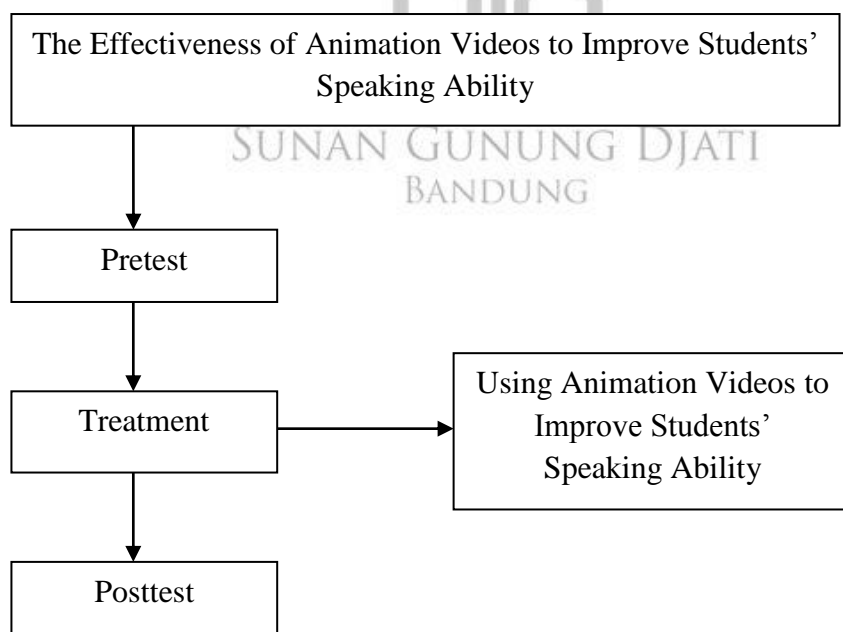 The Effectiveness of Animation Videos to Improve Students’
Speaking Ability
SUNAN GUNUNG DJATI
BANDUNG
Pretest
Treatment
Using Animation Videos to
Improve Students’
Speaking Ability
Posttest